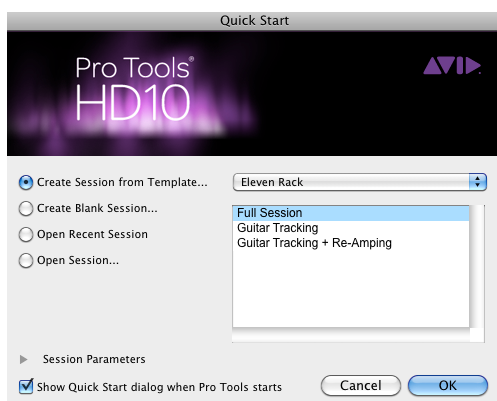 Quick Start
Pro Tools®
HD10
AVID
Create Session from Template...
Eleven Rack
Create Blank Session...
Full Session
Open Recent Session
Guitar Tracking
Open Session...
Guitar Tracking + Re-Amping
Session Parameters
Show Quick Start dialog when Pro Tools starts
Cancel
OK